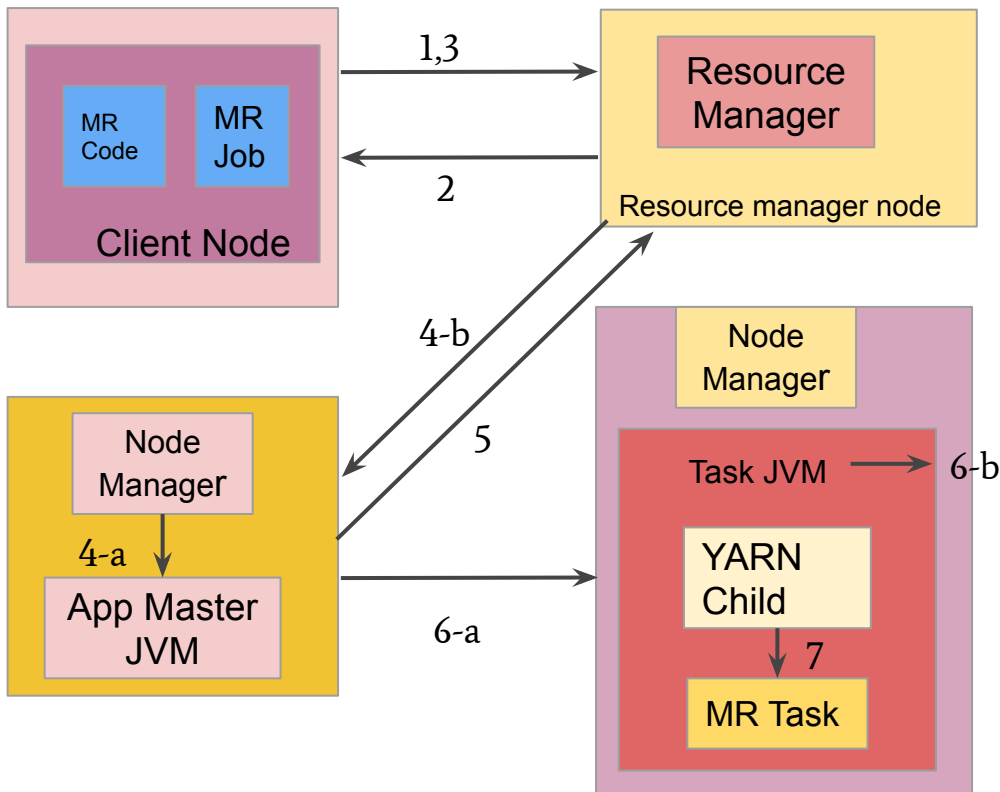 1,3
MR
Code
MR
Job
Client Node
2
Resource
Manager
Resource manager node
4-b
5
Node
Manager
4-a
App Master
JVM
6-a
Node
Manager
Task JVM
6-b
YARN
Child
7
MR Task